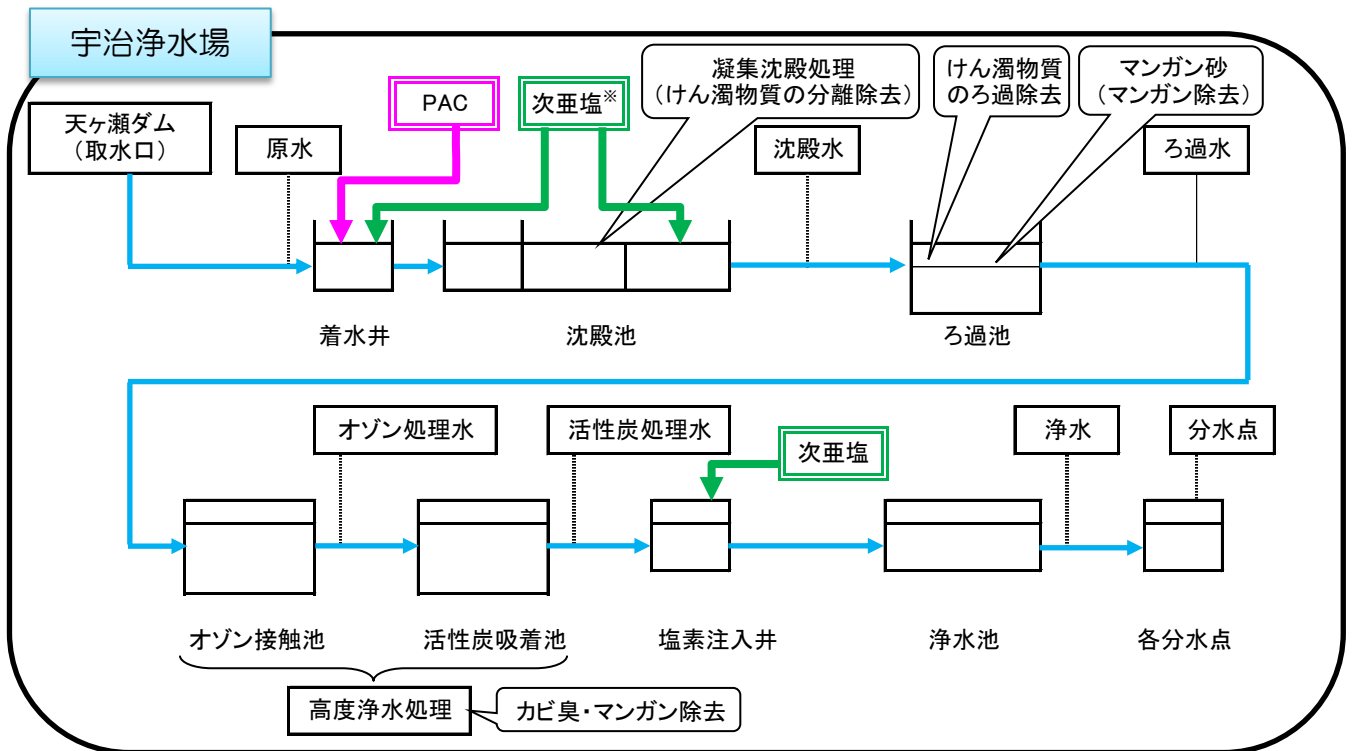 宇治浄水場
天ヶ瀬ダム
(取水口)
原水
PAC
次亜塩※
凝集沈殿処理
(けん濁物質の分離除去)
沈殿水
けん濁物質
のろ過除去
マンガン砂
(マンガン除去)
ろ過水
着水井
沈殿池
ろ過池
オゾン処理水
活性炭処理水
次亜塩
浄水
分水点
オゾン接触池
活性炭吸着池
塩素注入井
浄水池
各分水点
高度浄水処理
カビ臭・マンガン除去